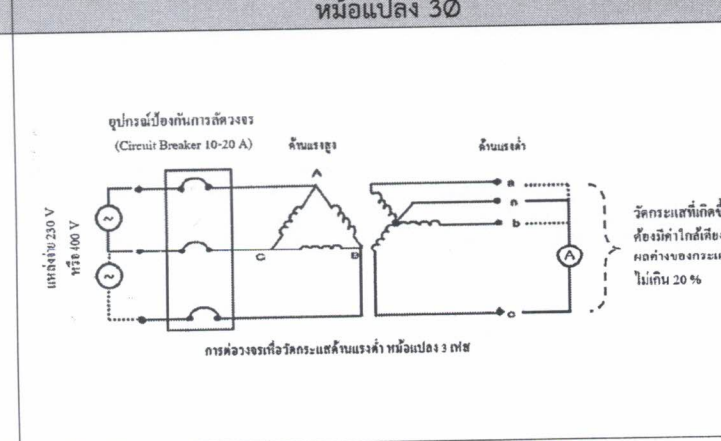 หม้อแปลง 3Ø
อุปกรณ์ป้องกันการลัดวงจร
(Circuit Breaker 10-20 A)
ด้านแรงสูง
ด้านแรงต่ำ
A
a
n
b
แหล่งจ่าย 230 V
หรือ 400 V
~
~
C
B
A
c
วัดกระแสที่เกิดขึ้
ต้องมีค่าใกล้เคียง
ผลต่างของกระแ
ไม่เกิน 20 %
การต่อวงจรเพื่อวัดกระแสด้านแรงต่ำ หม้อแปลง 3 เฟส